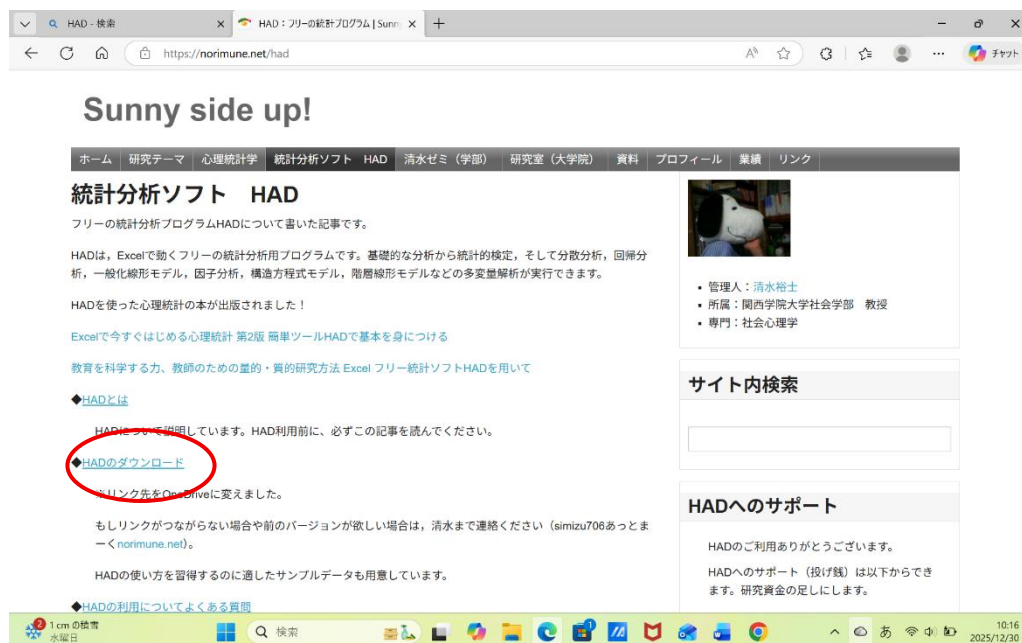 HAD - 検索
HAD：フリーの統計プログラム | Sunn
https://norimune.net/had
チャット
Sunny side up!
ホーム 研究テーマ 心理統計学 統計分析ソフト HAD 清水ゼミ（学部） 研究室（大学院） 資料 プロフィール 業績 リンク
統計分析ソフト HAD
フリーの統計分析プログラムHADについて書いた記事です。
HADは，Excelで動くフリーの統計分析用プログラムです。基礎的な分析から統計的検定，そして分散分析，回帰分
析，一般化線形モデル，因子分析，構造方程式モデル，階層線形モデルなどの多変量解析が実行できます。
HADを使った心理統計の本が出版されました！
Excelで今すぐはじめる心理統計 第2版 簡単ツールHADで基本を身につける
教育を科学する力、教師のための量的・質的研究方法 Excel フリー統計ソフトHADを用いて
◆HADとは
HADについて説明しています。HAD利用前に、必ずこの記事を読んでください。
◆HADのダウンロード
※リンク先をOneDriveに変えました。
もしリンクがつながらない場合や前のバージョンが欲しい場合は，清水まで連絡ください（simizu706あっとま
ーくnorimune.net)。
HADの使い方を習得するのに適したサンプルデータも用意しています。
◆HADの利用についてよくある質問
・管理人：清水裕士
・所属：関西学院大学社会学部 教授
・専門：社会心理学
サイト内検索
HADへのサポート
HADのご利用ありがとうございます。
HADへのサポート（投げ銭）は以下からでき
ます。研究資金の足しにします。
2
1 cm の積雪
水曜日
検索
あ
10:16
2025/12/30